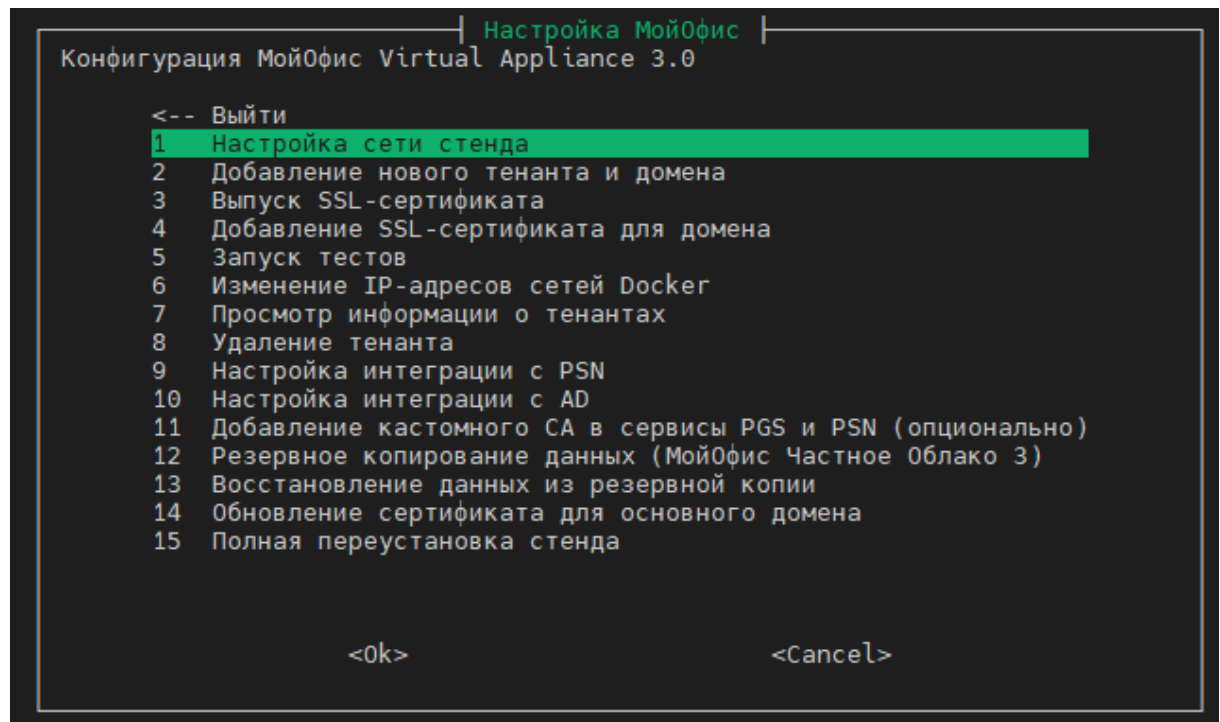 Настройка МойОфис
Конфигурация МойОфис Virtual Appliance 3.0
<-- Выйти
1 Настройка сети стенда
2 Добавление нового тенанта и домена
3 Выпуск SSL-сертификата
4 Добавление SSL-сертификата для домена
5 Запуск тестов
6 Изменение IP-адресов сетей Docker
7 Просмотр информации о тенантах
8 Удаление тенанта
9 Настройка интеграции с PSN
10 Настройка интеграции с AD
11 Добавление кастомного CA в сервисы PGS и PSN (опционально)
12 Резервное копирование данных (МойОфис Частное Облако 3)
13 Восстановление данных из резервной копии
14 Обновление сертификата для основного домена
15 Полная переустановка стенда
<Ok> <Cancel>